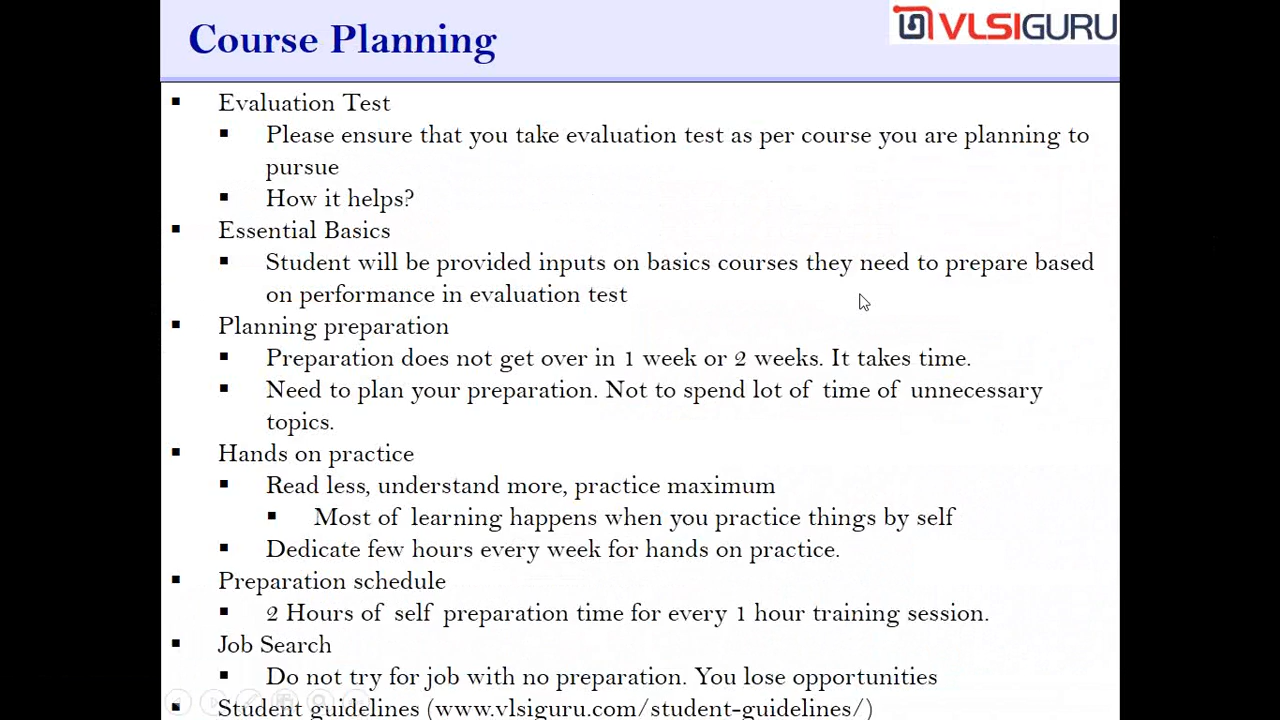 Course Planning
VLSIGURU
Evaluation Test
Please ensure that you take evaluation test as per course you are planning to
pursue
How it helps?
Essential Basics
Student will be provided inputs on basics courses they need to prepare based
on performance in evaluation test
Planning preparation
Preparation does not get over in 1 week or 2 weeks. It takes time.
Need to plan your preparation. Not to spend lot of time of unnecessary
topics.
Hands on practice
Read less, understand more, practice maximum
Most of learning happens when you practice things by self
Dedicate few hours every week for hands on practice.
Preparation schedule
2 Hours of self preparation time for every 1 hour training session.
Job Search
Do not try for job with no preparation. You lose opportunities
Student guidelines (www.vlsiguru.com/student-guidelines/)